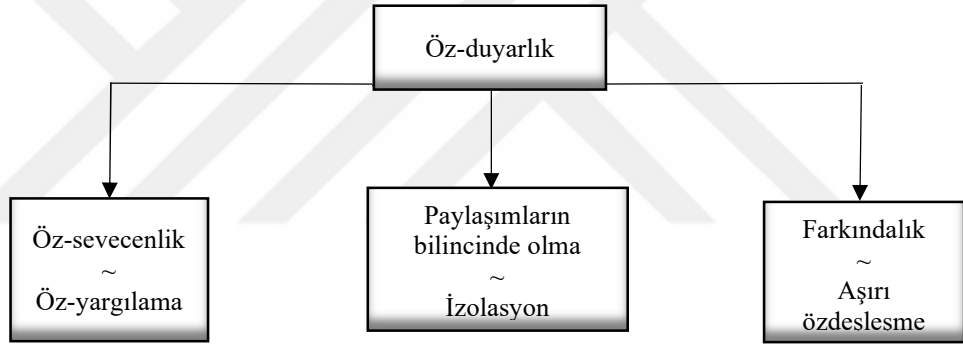 Öz-duyarlık
Öz-sevecenlik
~
Öz-yargılama
Paylaşımların
bilincinde olma
~
İzolasyon
Farkındalık
~
Aşırı
özdeslesme